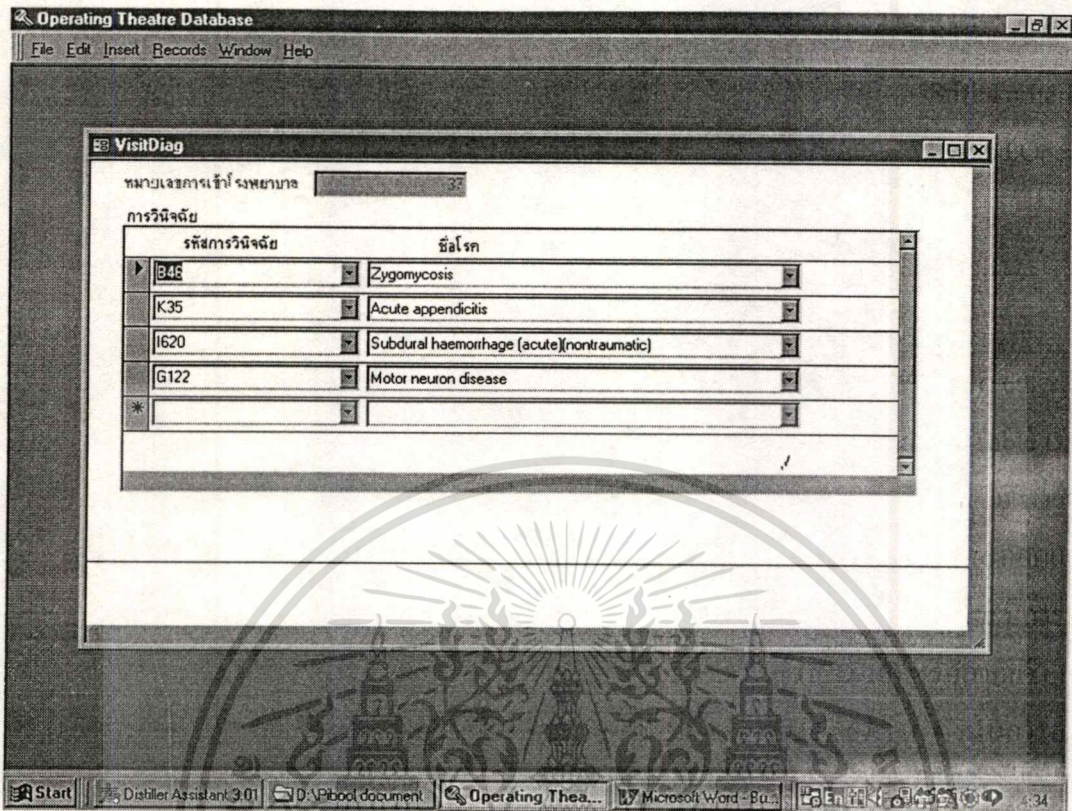 Operating Theatre Database
File Edit Insert Records Window Help
VisitDiag
หมายเลขการเข้าโรงพยาบาล 37
การวินิจฉัย
รหัสการวินิจฉัย ชื่อโรค
B46 Zygomycosis
K35 Acute appendicitis
I620 Subdural haemorrhage (acute)(nontraumatic)
G122 Motor neuron disease
Start Distiller Assistant 3.01 D:\Pibool document Operating Thea... Microsoft Word - Bu... 4:24